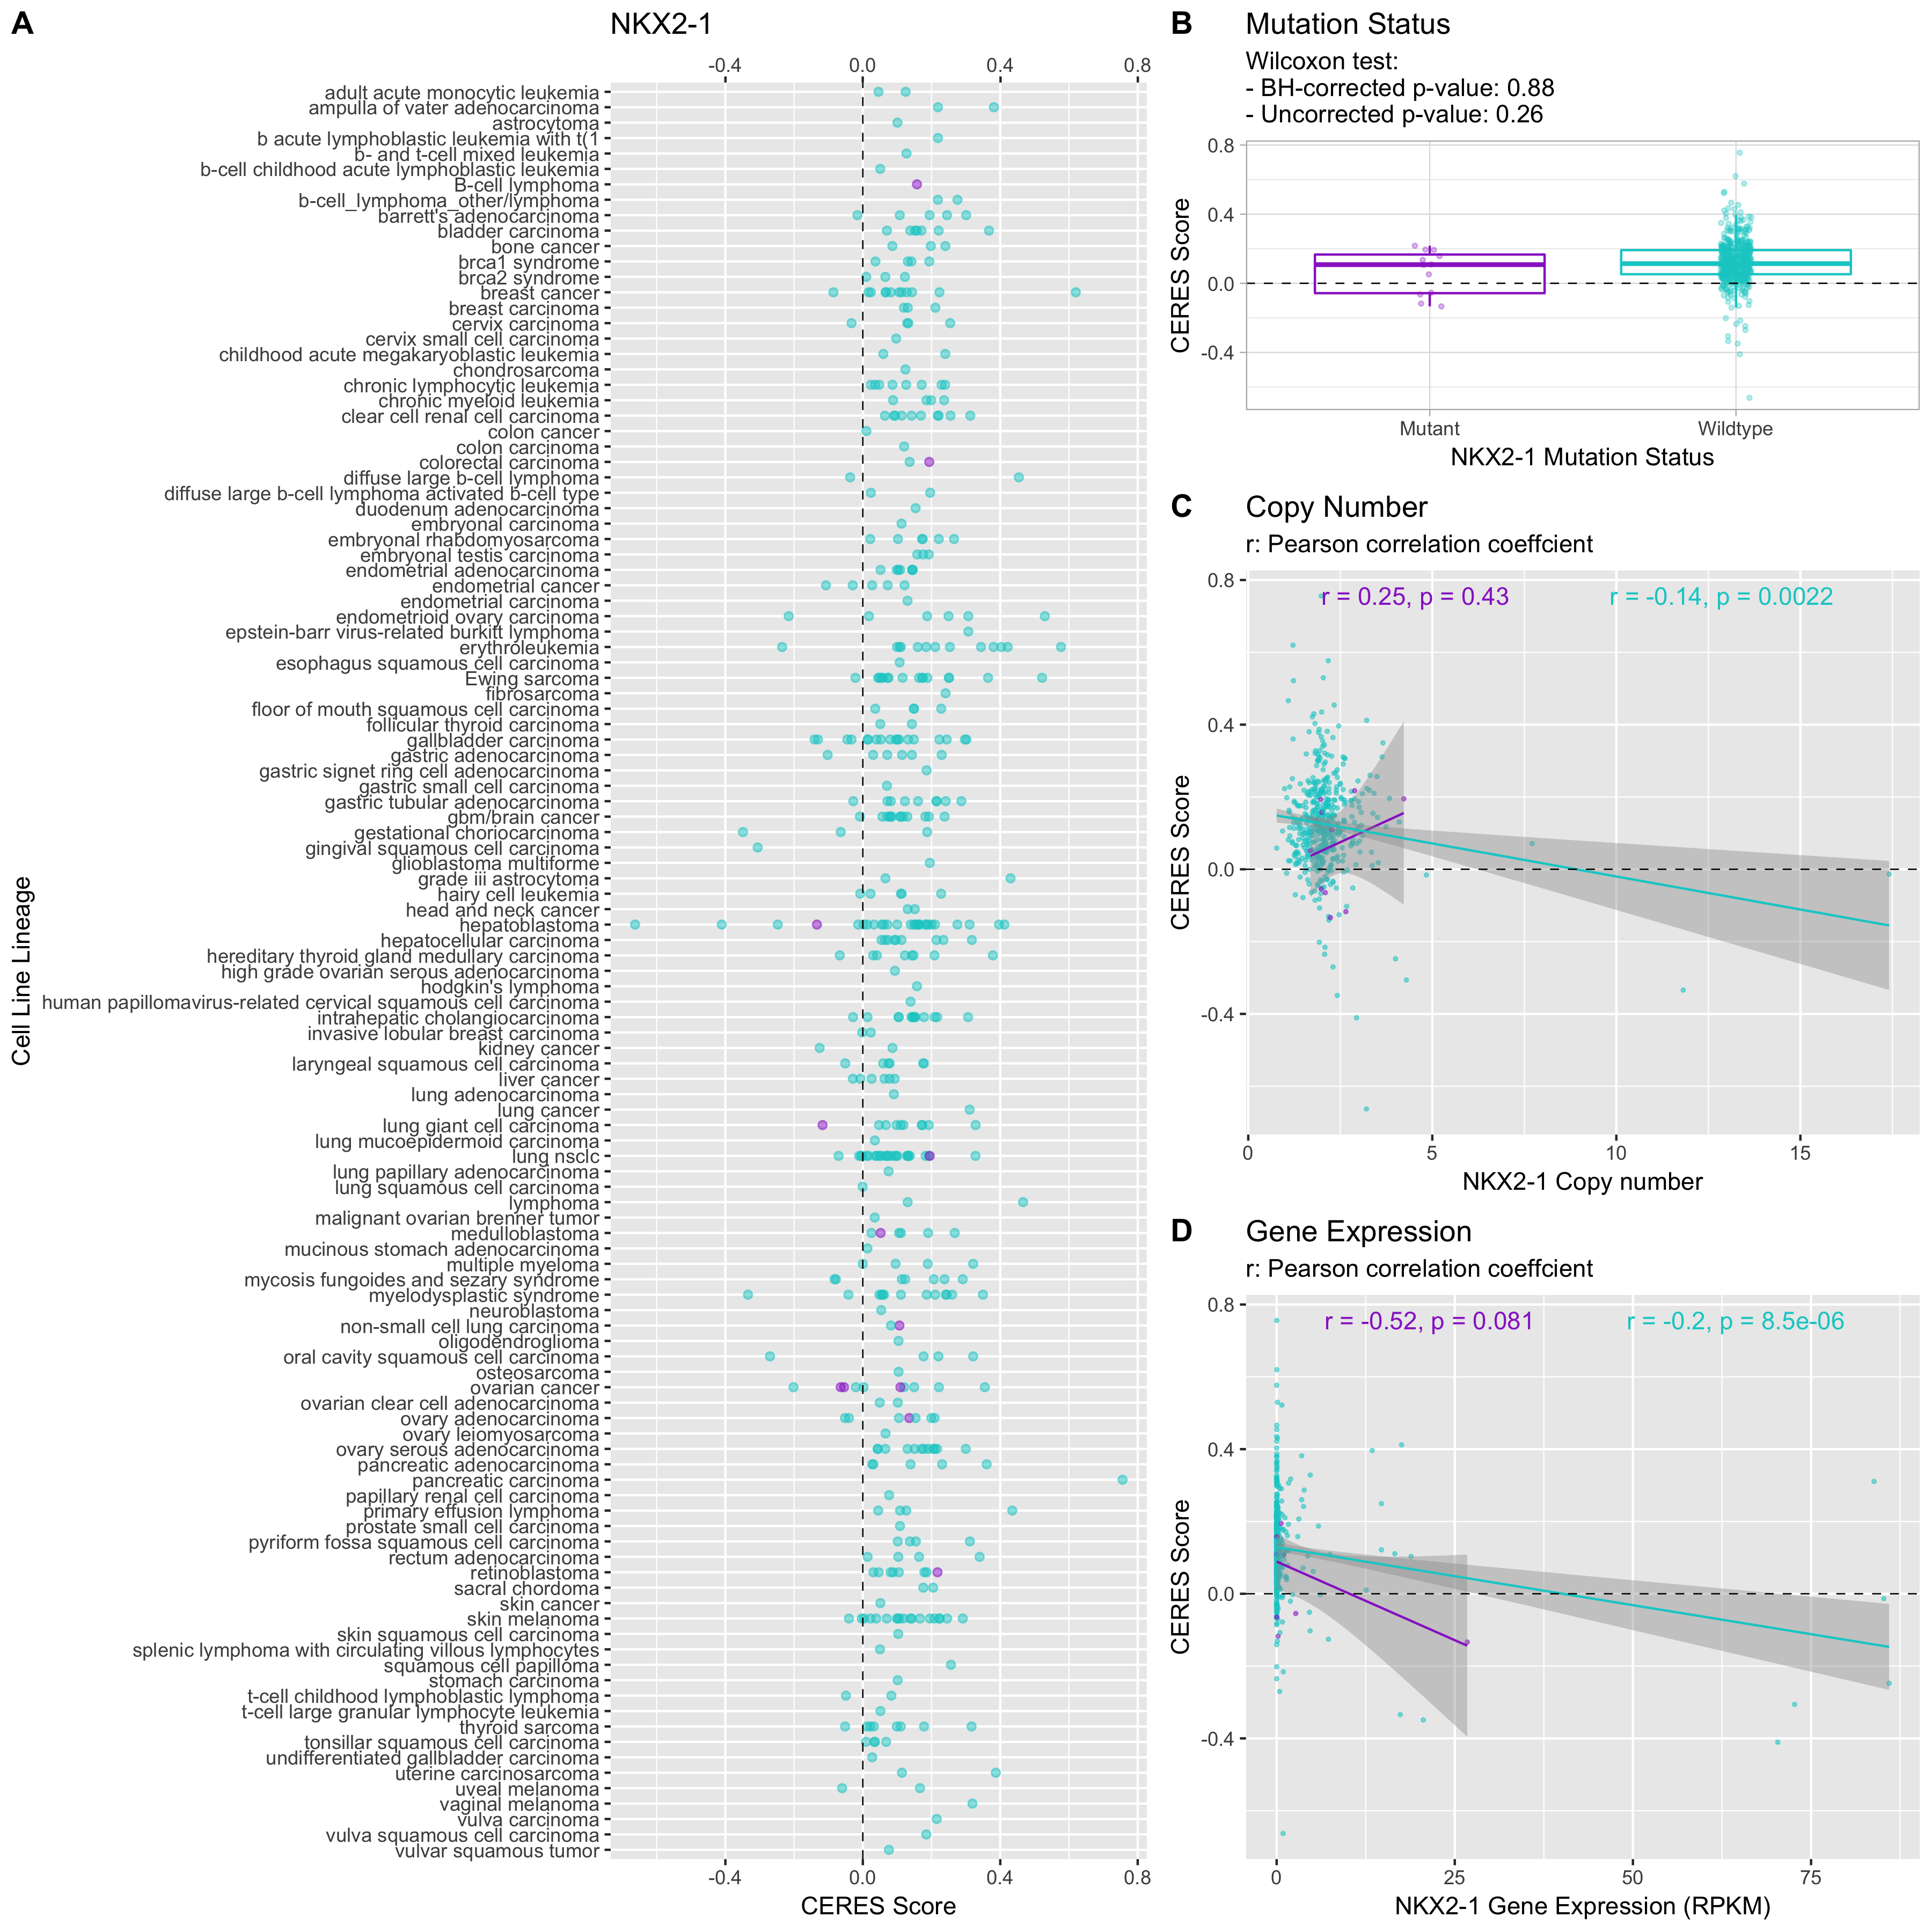 A
NKX2-1
-0.4 0.0 0.4 0.8
adult acute monocytic leukemia
ampulla of vater adenocarcinoma
astrocytoma
b acute lymphoblastic leukemia with t(1
b- and t-cell mixed leukemia
b-cell childhood acute lymphoblastic leukemia
B-cell lymphoma
b-cell_lymphoma_other/lymphoma
barrett's adenocarcinoma
bladder carcinoma
bone cancer
brca1 syndrome
brca2 syndrome
breast cancer
breast carcinoma
cervix carcinoma
cervix small cell carcinoma
childhood acute megakaryoblastic leukemia
chondrosarcoma
chronic lymphocytic leukemia
chronic myeloid leukemia
clear cell renal cell carcinoma
colon cancer
colon carcinoma
colorectal carcinoma
diffuse large b-cell lymphoma
diffuse large b-cell lymphoma activated b-cell type
duodenum adenocarcinoma
embryonal carcinoma
embryonal rhabdomyosarcoma
embryonal testis carcinoma
endometrial adenocarcinoma
endometrial cancer
endometrial carcinoma
endometrioid ovary carcinoma
epstein-barr virus-related burkitt lymphoma
erythroleukemia
esophagus squamous cell carcinoma
Ewing sarcoma
fibrosarcoma
floor of mouth squamous cell carcinoma
follicular thyroid carcinoma
gallbladder carcinoma
gastric adenocarcinoma
gastric signet ring cell adenocarcinoma
gastric small cell carcinoma
gastric tubular adenocarcinoma
gbm/brain cancer
gestational choriocarcinoma
gingival squamous cell carcinoma
glioblastoma multiforme
grade iii astrocytoma
hairy cell leukemia
head and neck cancer
hepatoblastoma
hepatocellular carcinoma
hereditary thyroid gland medullary carcinoma
high grade ovarian serous adenocarcinoma
hodgkin's lymphoma
human papillomavirus-related cervical squamous cell carcinoma
intrahepatic cholangiocarcinoma
invasive lobular breast carcinoma
kidney cancer
laryngeal squamous cell carcinoma
liver cancer
lung adenocarcinoma
lung cancer
lung giant cell carcinoma
lung mucoepidermoid carcinoma
lung nsclc
lung papillary adenocarcinoma
lung squamous cell carcinoma
lymphoma
malignant ovarian brenner tumor
medulloblastoma
mucinous stomach adenocarcinoma
multiple myeloma
mycosis fungoides and sezary syndrome
myelodysplastic syndrome
neuroblastoma
non-small cell lung carcinoma
oligodendroglioma
oral cavity squamous cell carcinoma
osteosarcoma
ovarian cancer
ovarian clear cell adenocarcinoma
ovary adenocarcinoma
ovary leiomyosarcoma
ovary serous adenocarcinoma
pancreatic adenocarcinoma
pancreatic carcinoma
papillary renal cell carcinoma
primary effusion lymphoma
prostate small cell carcinoma
pyriform fossa squamous cell carcinoma
rectum adenocarcinoma
retinoblastoma
sacral chordoma
skin cancer
skin melanoma
skin squamous cell carcinoma
splenic lymphoma with circulating villous lymphocytes
squamous cell papilloma
stomach carcinoma
t-cell childhood lymphoblastic lymphoma
t-cell large granular lymphocyte leukemia
thyroid sarcoma
tonsillar squamous cell carcinoma
undifferentiated gallbladder carcinoma
uterine carcinosarcoma
uveal melanoma
vaginal melanoma
vulva carcinoma
vulva squamous cell carcinoma
vulvar squamous tumor
-0.4 0.0 0.4 0.8
CERES Score
Cell Line Lineage
B
Mutation Status
Wilcoxon test:
- BH-corrected p-value: 0.88
- Uncorrected p-value: 0.26
0.8
0.4
0.0
-0.4
CERES Score
Mutant Wildtype
NKX2-1 Mutation Status
C
Copy Number
r: Pearson correlation coeffcient
r = 0.25, p = 0.43
r = -0.14, p = 0.0022
0.8
0.4
0.0
-0.4
CERES Score
0 5 10 15
NKX2-1 Copy number
D
Gene Expression
r: Pearson correlation coeffcient
r = -0.52, p = 0.081
r = -0.2, p = 8.5e-06
0.8
0.4
0.0
-0.4
CERES Score
0 25 50 75
NKX2-1 Gene Expression (RPKM)